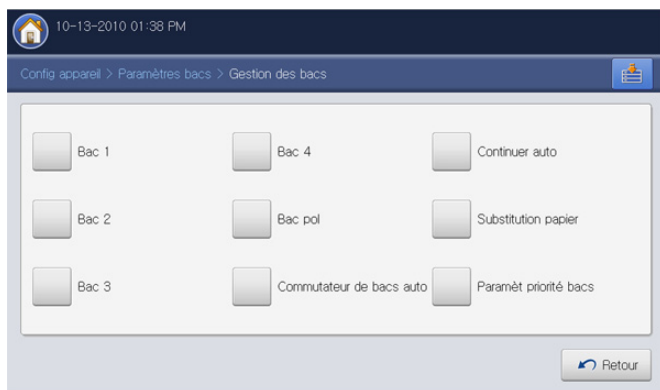 10-13-2010 01:38 PM
Config appareil > Paramètres bacs > Gestion des bacs
Bac 1
Bac 4
Continuer auto
Bac 2
Bac pol
Substitution papier
Bac 3
Commutateur de bacs auto
Paramèt priorité bacs
Retour